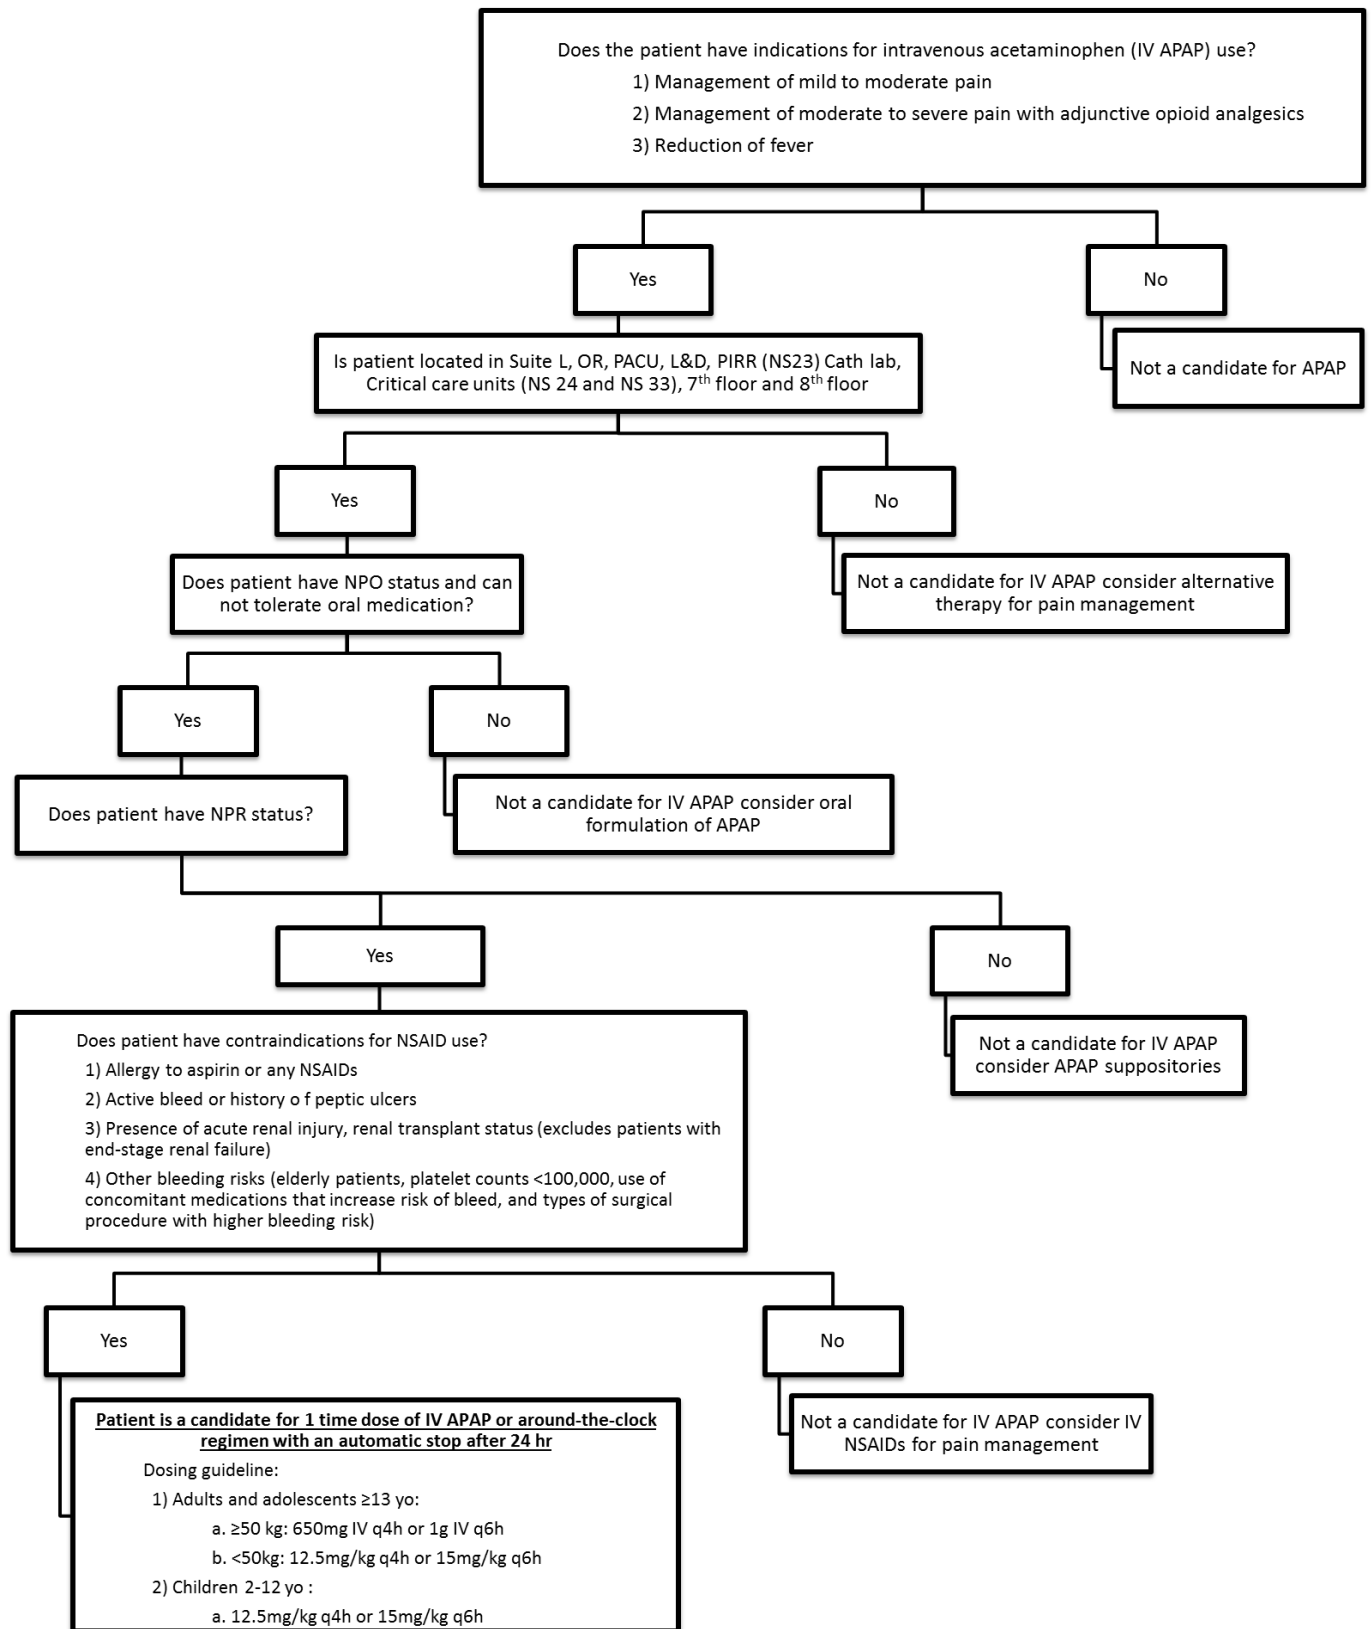 Does the patient have indications for intravenous acetaminophen (IV APAP) use?
1) Management of mild to moderate pain
2) Management of moderate to severe pain with adjunctive opioid analgesics
3) Reduction of fever
Yes
No
Is patient located in Suite L, OR, PACU, L&D, PIRR (NS23) Cath lab,
Critical care units (NS 24 and NS 33), 7th floor and 8th floor
Not a candidate for APAP
Yes
No
Does patient have NPO status and can
not tolerate oral medication?
Not a candidate for IV APAP consider alternative
therapy for pain management
Yes
No
Does patient have NPR status?
Not a candidate for IV APAP consider oral
formulation of APAP
Yes
No
Does patient have contraindications for NSAID use?
1) Allergy to aspirin or any NSAIDs
2) Active bleed or history o f peptic ulcers
3) Presence of acute renal injury, renal transplant status (excludes patients with
end-stage renal failure)
4) Other bleeding risks (elderly patients, platelet counts <100,000, use of
concomitant medications that increase risk of bleed, and types of surgical
procedure with higher bleeding risk)
Not a candidate for IV APAP
consider APAP suppositories
Yes
No
Patient is a candidate for 1 time dose of IV APAP or around-the-clock
regimen with an automatic stop after 24 hr
Dosing guideline:
1) Adults and adolescents ≥13 yo:
a. ≥50 kg: 650mg IV q4h or 1g IV q6h
b. <50kg: 12.5mg/kg q4h or 15mg/kg q6h
2) Children 2-12 yo :
a. 12.5mg/kg q4h or 15mg/kg q6h
Not a candidate for IV APAP consider IV
NSAIDs for pain management